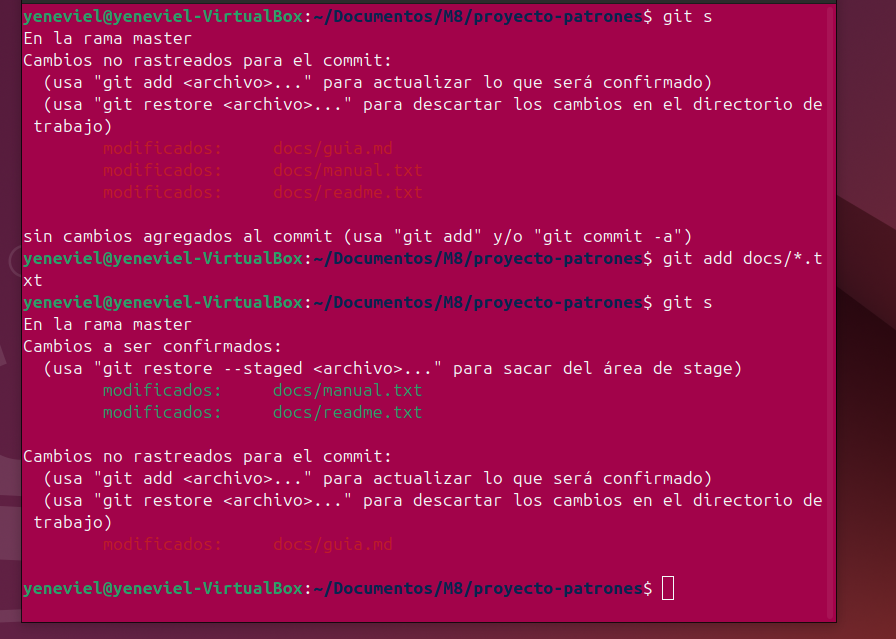 yeneviel@yeneviel-VirtualBox:~/Documentos/M8/proyecto-patrones$ git s
En la rama master
Cambios no rastreados para el commit:
  (usa "git add <archivo>..." para actualizar lo que será confirmado)
  (usa "git restore <archivo>..." para descartar los cambios en el directorio de
 trabajo)
        modificados:     docs/guia.md
        modificados:     docs/manual.txt
        modificados:     docs/readme.txt
sin cambios agregados al commit (usa "git add" y/o "git commit -a")
yeneviel@yeneviel-VirtualBox:~/Documentos/M8/proyecto-patrones$ git add docs/*.t
xt
yeneviel@yeneviel-VirtualBox:~/Documentos/M8/proyecto-patrones$ git s
En la rama master
Cambios a ser confirmados:
  (usa "git restore --staged <archivo>..." para sacar del área de stage)
        modificados:     docs/manual.txt
        modificados:     docs/readme.txt
Cambios no rastreados para el commit:
  (usa "git add <archivo>..." para actualizar lo que será confirmado)
  (usa "git restore <archivo>..." para descartar los cambios en el directorio de
 trabajo)
        modificados:     docs/guia.md
yeneviel@yeneviel-VirtualBox:~/Documentos/M8/proyecto-patrones$